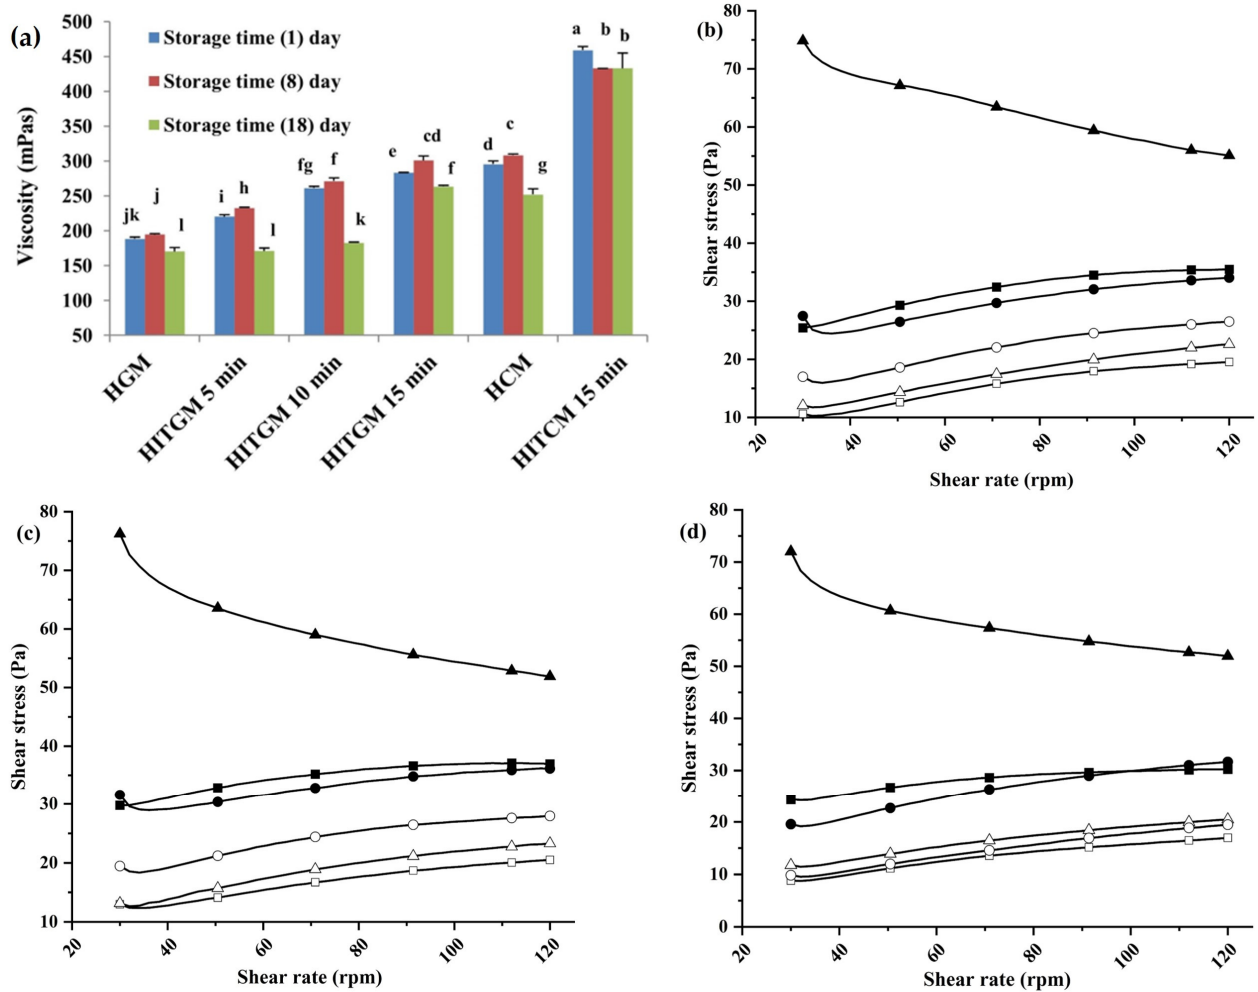 (a)
500
450
400
350
300
250
200
150
100
50
Viscosity (mPas)
Storage time (1) day
Storage time (8) day
Storage time (18) day
jk j l
i h l
fg f k
e cd f
d c g
a b b
HGM
HITGM 5 min
HITGM 10 min
HITGM 15 min
HCM
HITCM 15 min
(b)
80
70
60
50
40
30
20
10
Shear stress (Pa)
20 40 60 80 100 120
Shear rate (rpm)
(c)
80
70
60
50
40
30
20
10
Shear stress (Pa)
20 40 60 80 100 120
Shear rate (rpm)
(d)
80
70
60
50
40
30
20
10
0
Shear stress (Pa)
20 40 60 80 100 120
Shear rate (rpm)